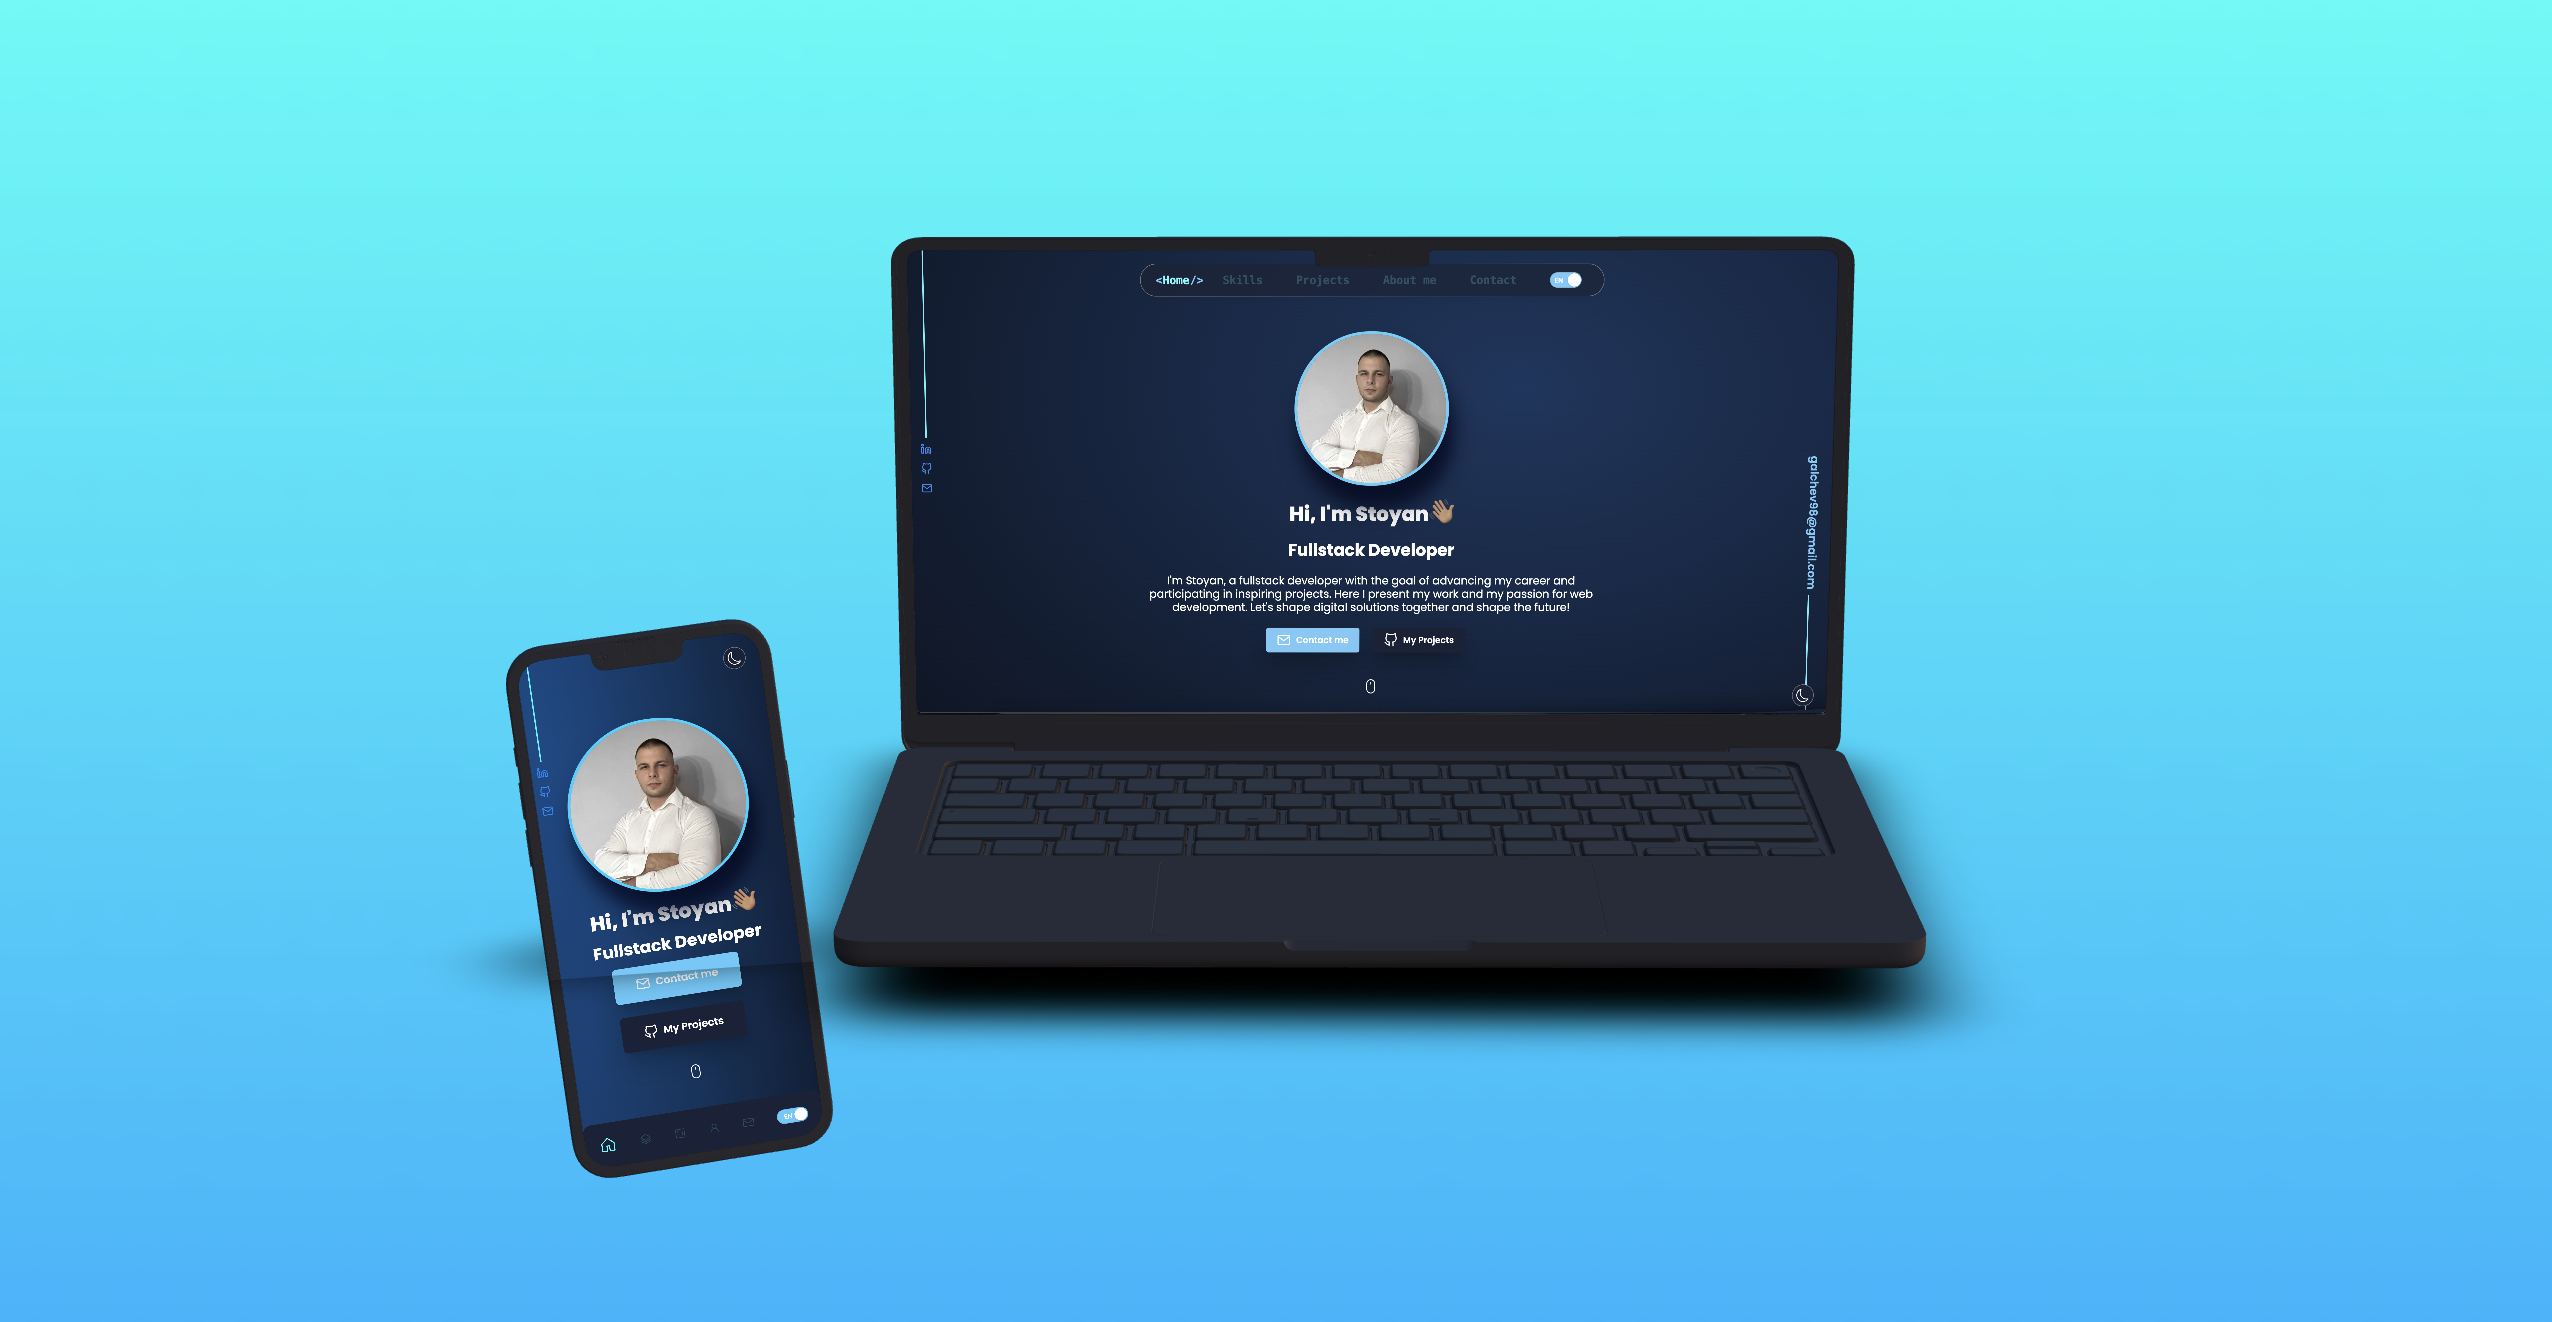 <Home/> Skills Projects About me Contact EN
Hi, I'm Stoyan👋🏽
Fullstack Developer
I'm Stoyan, a fullstack developer with the goal of advancing my career and
participating in inspiring projects. Here I present my work and my passion for web
development. Let's shape digital solutions together and shape the future!
Contact me My Projects
galchev98@gmail.com
Hi, I'm Stoyan👋🏽
Fullstack Developer
Contact me
My Projects
EN